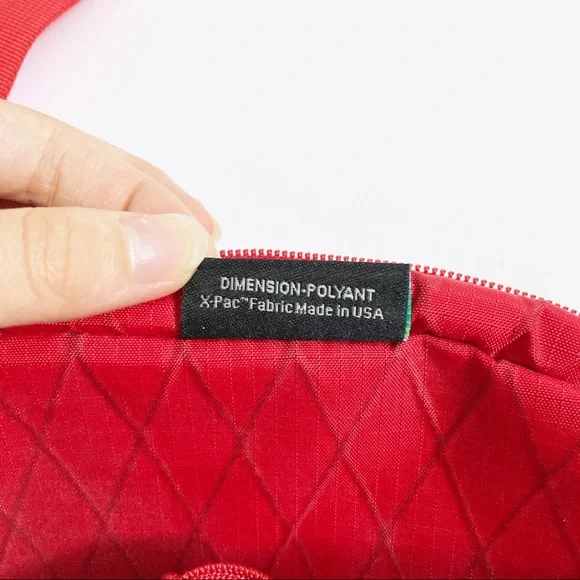 DIMENSION-POLYANT
X-Pac™ Fabric Made in USA